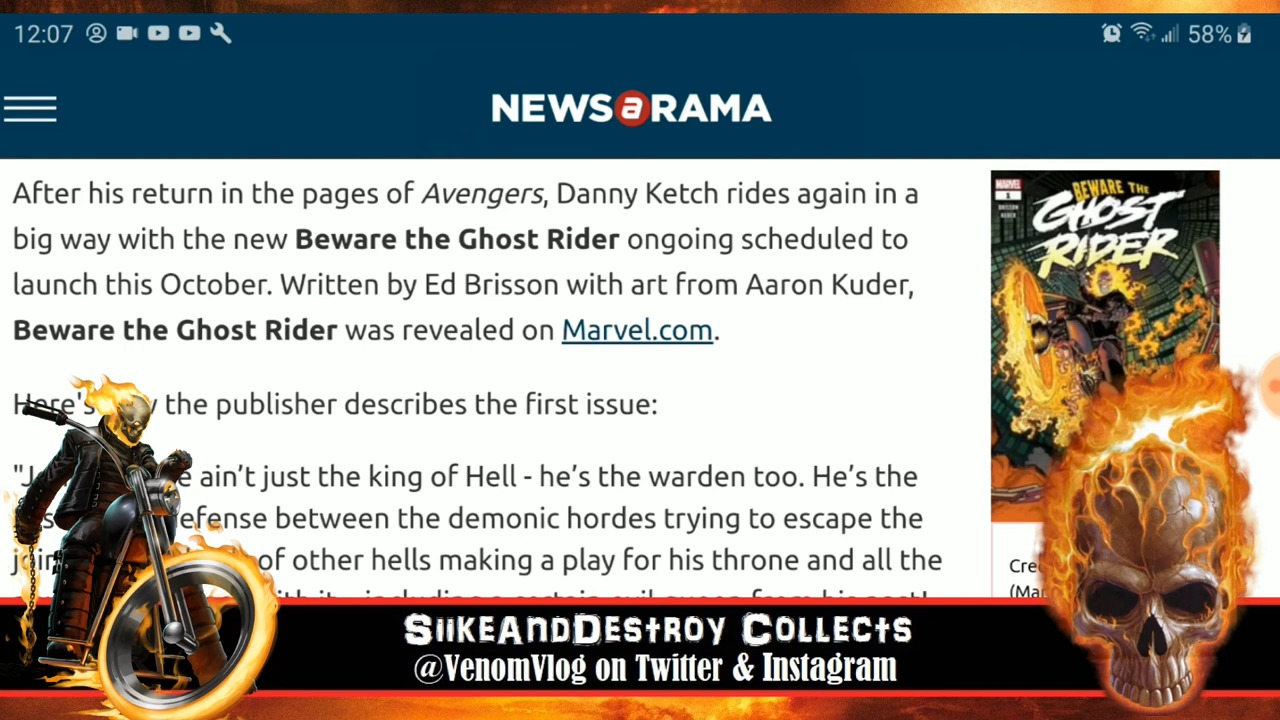 12:07
58%
NEWSaRAMA
After his return in the pages of Avengers, Danny Ketch rides again in a
big way with the new Beware the Ghost Rider ongoing scheduled to
launch this October. Written by Ed Brisson with art from Aaron Kuder,
Beware the Ghost Rider was revealed on Marvel.com.
Here's the publisher describes the first issue:
ain't just the king of Hell - he's the warden too. He's the
efense between the demonic hordes trying to escape the
of other hells making a play for his throne and all the
MARVEL
1
BRISSON
KUDER
BEWARE THE
GHOST
RIDER
SiikeAndDestroy Collects
@VenomVlog on Twitter & Instagram